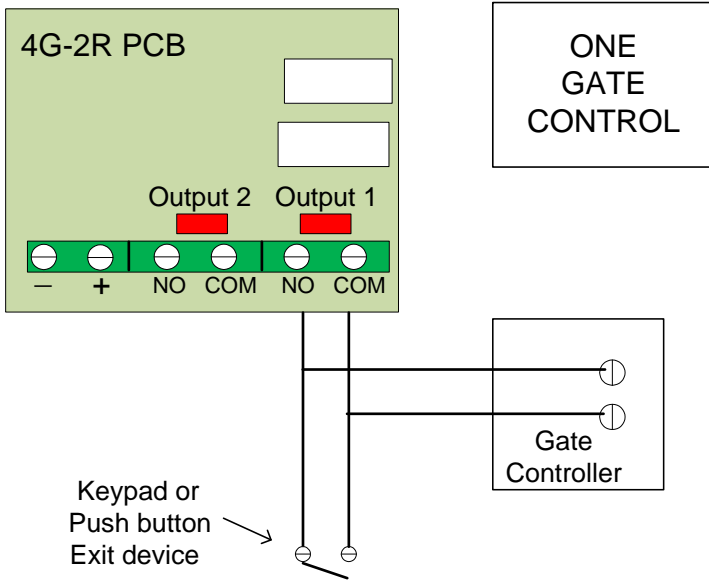 4G-2R PCB
ONE
GATE
CONTROL
Output 2 Output 1
– + NO COM NO COM
Gate
Controller
Keypad or
Push button
Exit device